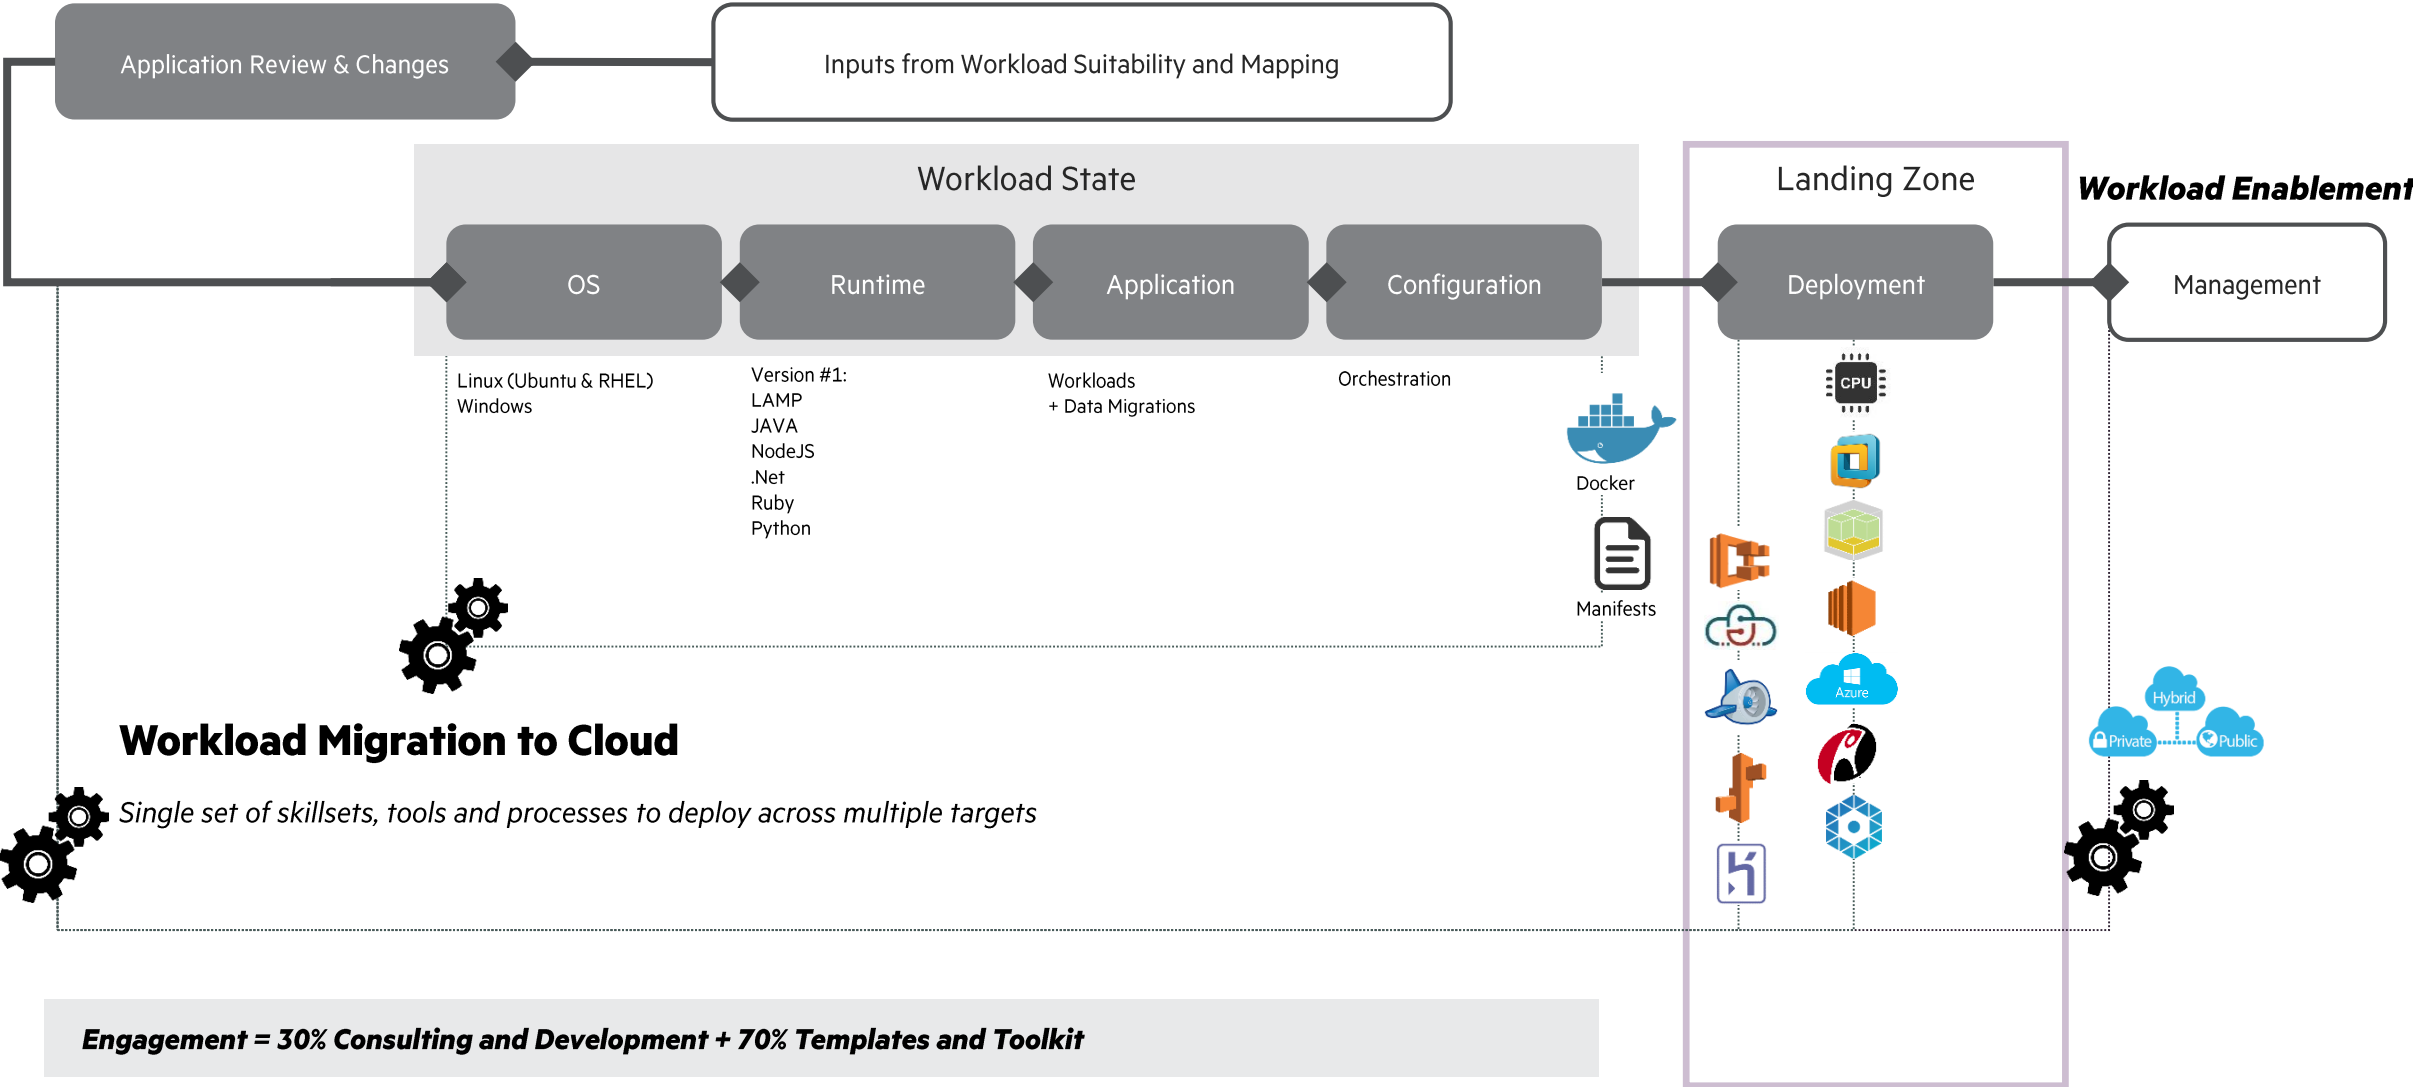 Application Review & Changes
Inputs from Workload Suitability and Mapping
Workload State
Landing Zone
Workload Enablement
OS
Runtime
Application
Configuration
Deployment
Management
Linux (Ubuntu & RHEL)
Windows
Version #1:
LAMP
JAVA
NodeJS
.Net
Ruby
Python
Workloads
+ Data Migrations
Orchestration
Docker
Manifests
CPU
Azure
Hybrid
Private
Public
Workload Migration to Cloud
Single set of skillsets, tools and processes to deploy across multiple targets
Engagement = 30% Consulting and Development + 70% Templates and Toolkit